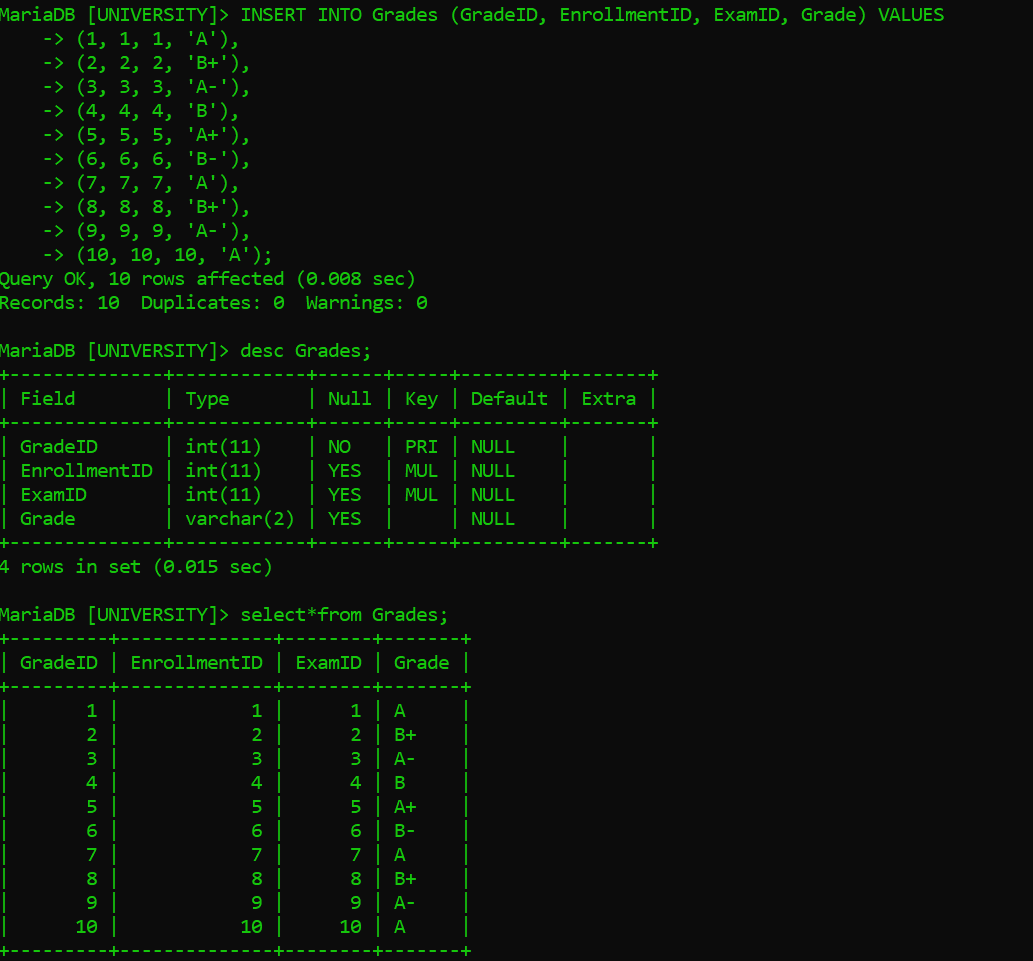 MariaDB [UNIVERSITY]> INSERT INTO Grades (GradeID, EnrollmentID, ExamID, Grade) VALUES
    -> (1, 1, 1, 'A'),
    -> (2, 2, 2, 'B+'),
    -> (3, 3, 3, 'A-'),
    -> (4, 4, 4, 'B'),
    -> (5, 5, 5, 'A+'),
    -> (6, 6, 6, 'B-'),
    -> (7, 7, 7, 'A'),
    -> (8, 8, 8, 'B+'),
    -> (9, 9, 9, 'A-'),
    -> (10, 10, 10, 'A');
Query OK, 10 rows affected (0.008 sec)
Records: 10  Duplicates: 0  Warnings: 0

MariaDB [UNIVERSITY]> desc Grades;
+--------------+------------+------+-----+---------+-------+
| Field        | Type       | Null | Key | Default | Extra |
+--------------+------------+------+-----+---------+-------+
| GradeID      | int(11)    | NO   | PRI | NULL    |       |
| EnrollmentID | int(11)    | YES  | MUL | NULL    |       |
| ExamID       | int(11)    | YES  | MUL | NULL    |       |
| Grade        | varchar(2) | YES  |     | NULL    |       |
+--------------+------------+------+-----+---------+-------+
4 rows in set (0.015 sec)

MariaDB [UNIVERSITY]> select*from Grades;
+---------+--------------+--------+-------+
| GradeID | EnrollmentID | ExamID | Grade |
+---------+--------------+--------+-------+
|       1 |            1 |      1 | A     |
|       2 |            2 |      2 | B+    |
|       3 |            3 |      3 | A-    |
|       4 |            4 |      4 | B     |
|       5 |            5 |      5 | A+    |
|       6 |            6 |      6 | B-    |
|       7 |            7 |      7 | A     |
|       8 |            8 |      8 | B+    |
|       9 |            9 |      9 | A-    |
|      10 |           10 |     10 | A     |
+---------+--------------+--------+-------+